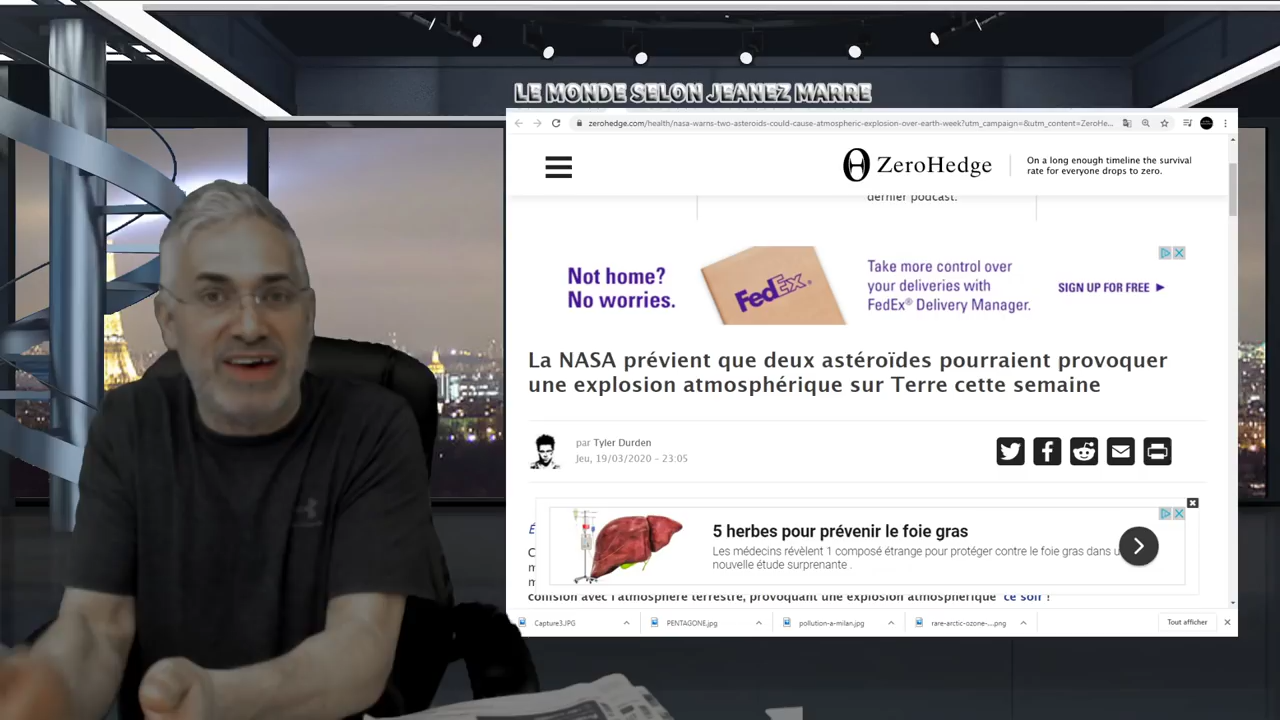 LE MONDE SELON JEANEZ MARRE
zerohedge.com/health/nasa-warns-two-asteroids-could-cause-atmospheric-explosion-over-earth-week?utm_campaign=&utm_content=ZeroHe...
ZeroHedge
On a long enough timeline the survival
rate for everyone drops to zero.
dernier podcast.
Not home?
No worries.
FedEx
Take more control over
your deliveries with
FedEx® Delivery Manager.
SIGN UP FOR FREE ►
La NASA prévient que deux astéroïdes pourraient provoquer
une explosion atmosphérique sur Terre cette semaine
par Tyler Durden
Jeu, 19/03/2020 - 23:05
5 herbes pour prévenir le foie gras
Les médecins révèlent 1 composé étrange pour protéger contre le foie gras dans u
nouvelle étude surprenante .
collision avec l'atmosphère terrestre, provoquant une explosion atmosphérique ce soir !
Capture3.JPG
PENTAGONE.jpg
pollution-a-milan.jpg
rare-arctic-ozone-....png
Tout afficher